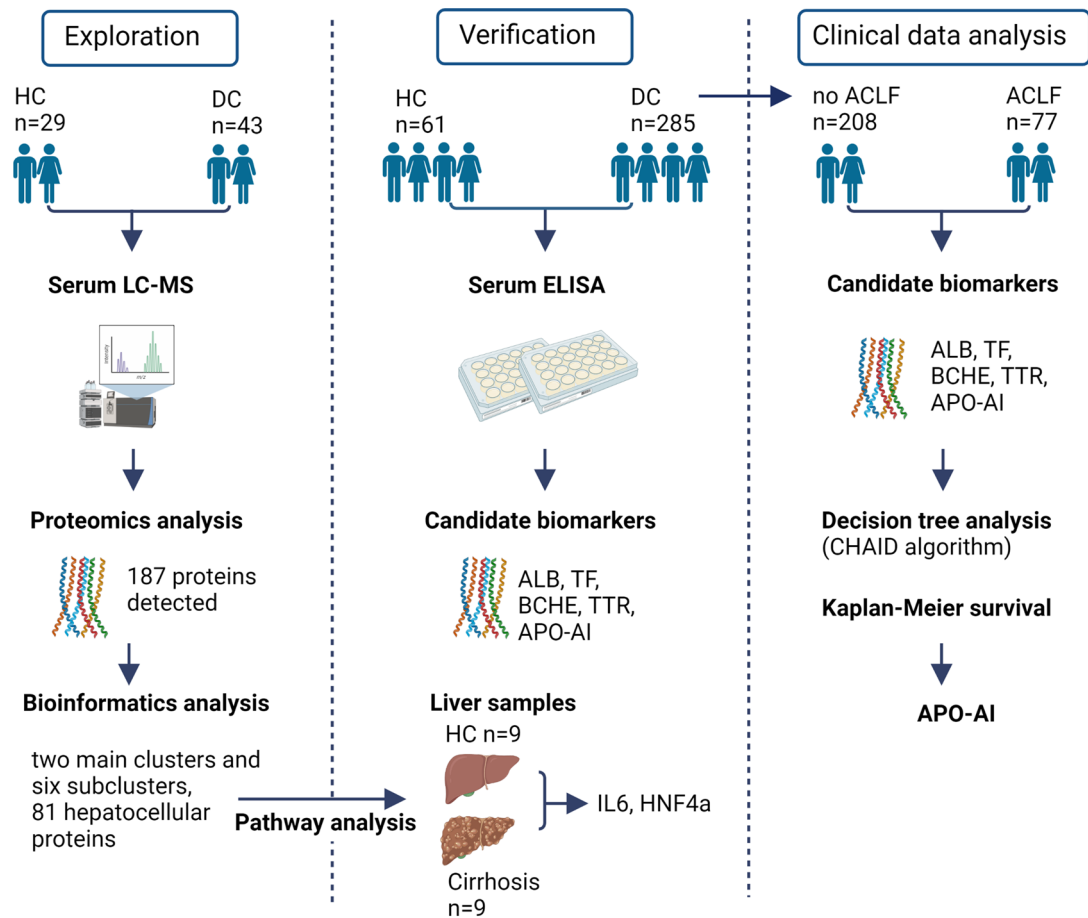 Exploration
HC
n=29
DC
n=43
Serum LC-MS
Intensity
m/z
Proteomics analysis
187 proteins
detected
Bioinformatics analysis
two main clusters and
six subclusters,
81 hepatocellular
proteins
Pathway analysis
Verification
HC
n=61
DC
n=285
Serum ELISA
Candidate biomarkers
ALB, TF,
BCHE, TTR,
APO-AI
Liver samples
HC n=9
Cirrhosis
n=9
IL6, HNF4a
Clinical data analysis
no ACLF
n=208
ACLF
n=77
Candidate biomarkers
ALB, TF,
BCHE, TTR,
APO-AI
Decision tree analysis
(CHAID algorithm)
Kaplan-Meier survival
APO-AI